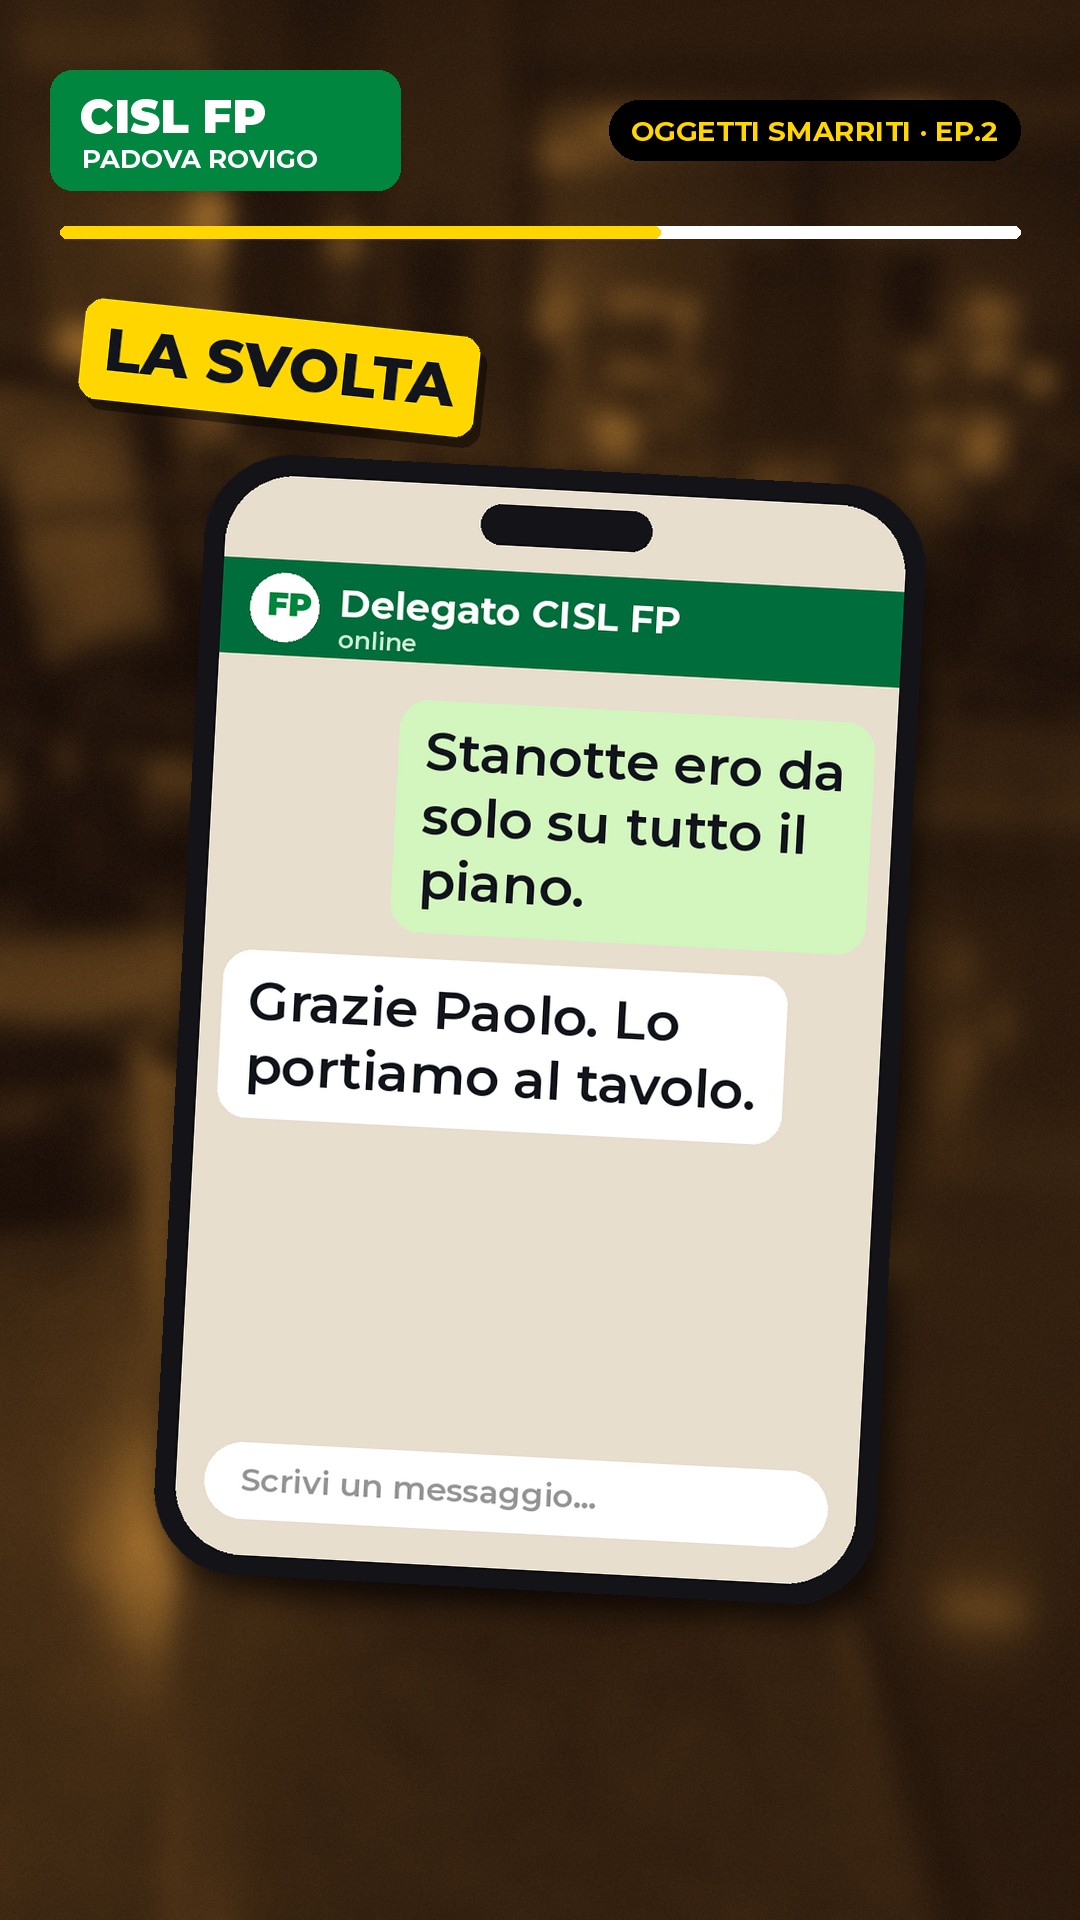 CISL FP
PADOVA ROVIGO
OGGETTI SMARRITI · EP.2
LA SVOLTA
FP
Delegato CISL FP
online
Stanotte ero da
solo su tutto il
piano.
Grazie Paolo. Lo
portiamo al tavolo.
Scrivi un messaggio...